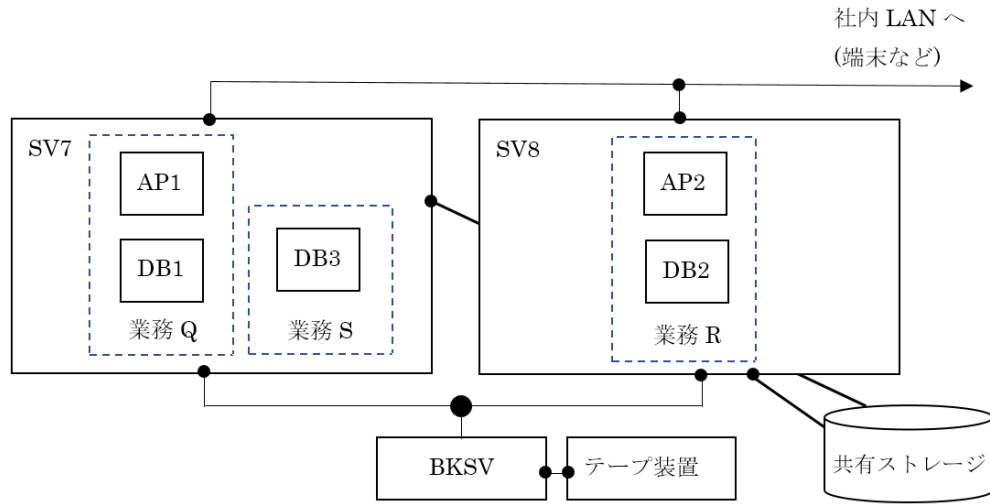 社内 LAN へ
(端末など)
SV7
AP1
DB1
業務 Q
DB3
業務 S
SV8
AP2
DB2
業務 R
BKSV
テープ装置
共有ストレージ